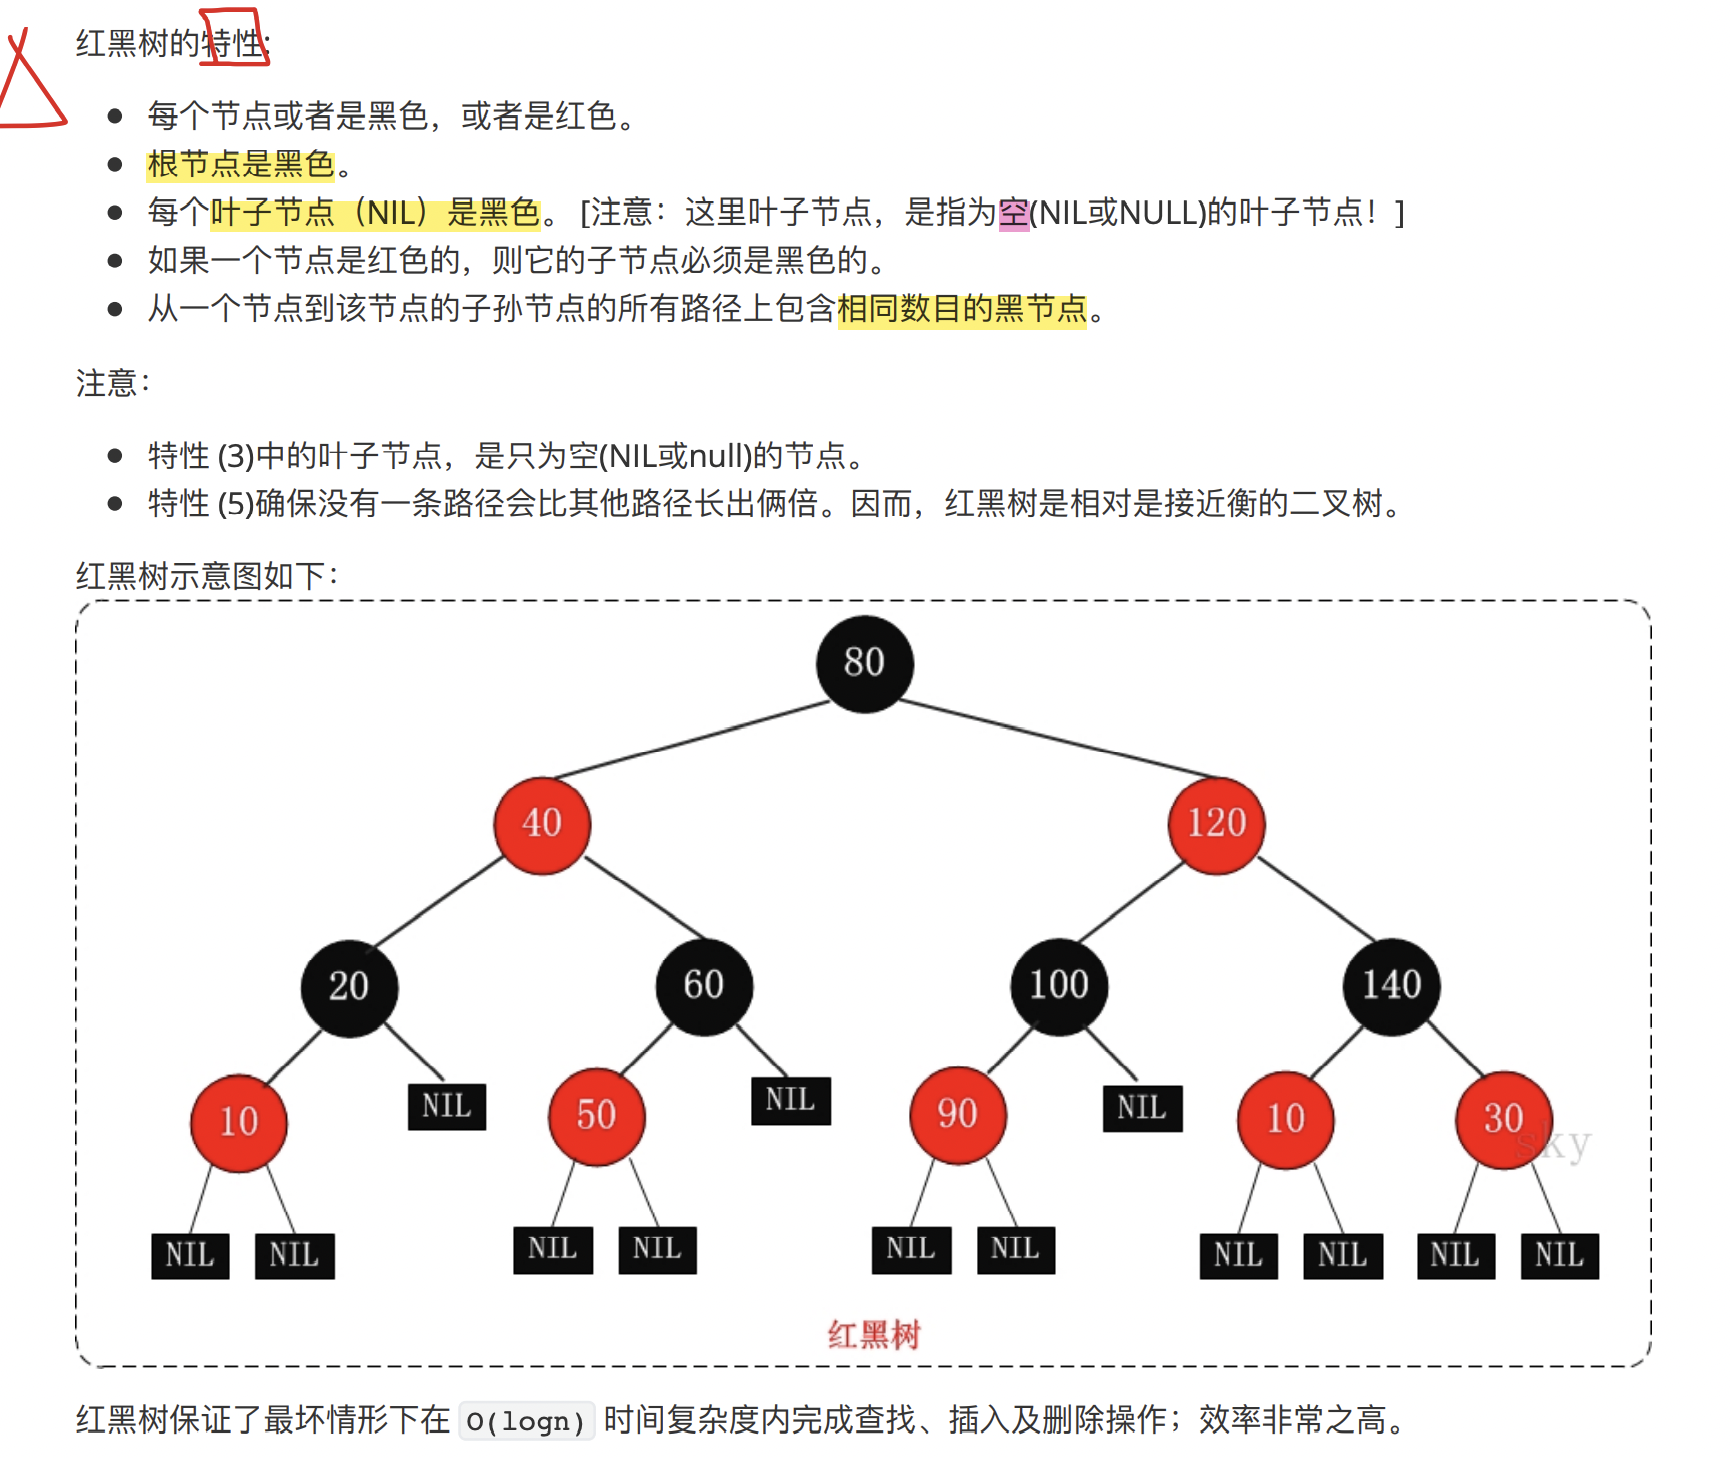 红黑树的特性:
每个节点或者是黑色，或者是红色。
根节点是黑色。
每个叶子节点（NIL）是黑色。 [注意：这里叶子节点，是指为空(NIL或NULL)的叶子节点！]
如果一个节点是红色的，则它的子节点必须是黑色的。
从一个节点到该节点的子孙节点的所有路径上包含相同数目的黑节点。
注意：
特性 (3)中的叶子节点，是只为空(NIL或null)的节点。
特性 (5)确保没有一条路径会比其他路径长出俩倍。因而，红黑树是相对是接近衡的二叉树。
红黑树示意图如下：
80
40 120
20 60 100 140
10 NIL 50 NIL 90 NIL 10 30
sky
NIL NIL NIL NIL NIL NIL NIL NIL NIL NIL
红黑树
红黑树保证了最坏情形下在 O(logn) 时间复杂度内完成查找、插入及删除操作；效率非常之高。